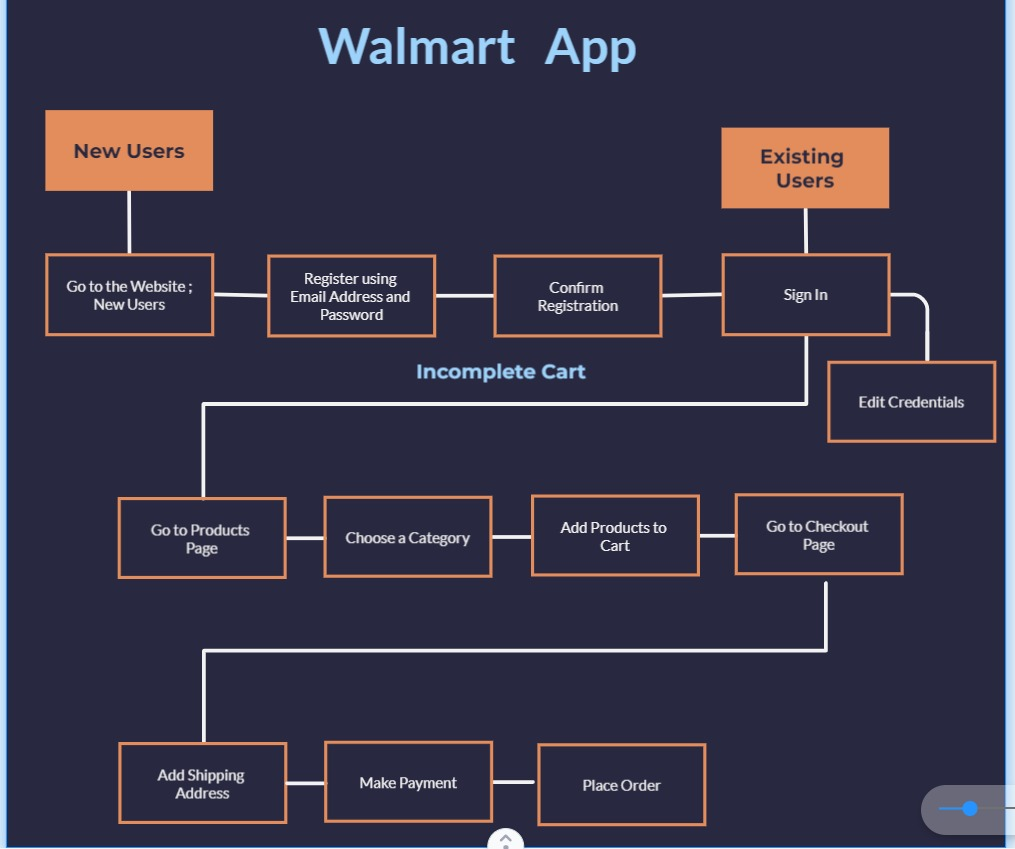 Walmart App
New Users
Existing
Users
Go to the Website ;
New Users
Register using
Email Address and
Password
Confirm
Registration
Sign In
Incomplete Cart
Edit Credentials
Go to Products
Page
Choose a Category
Add Products to
Cart
Go to Checkout
Page
Add Shipping
Address
Make Payment
Place Order